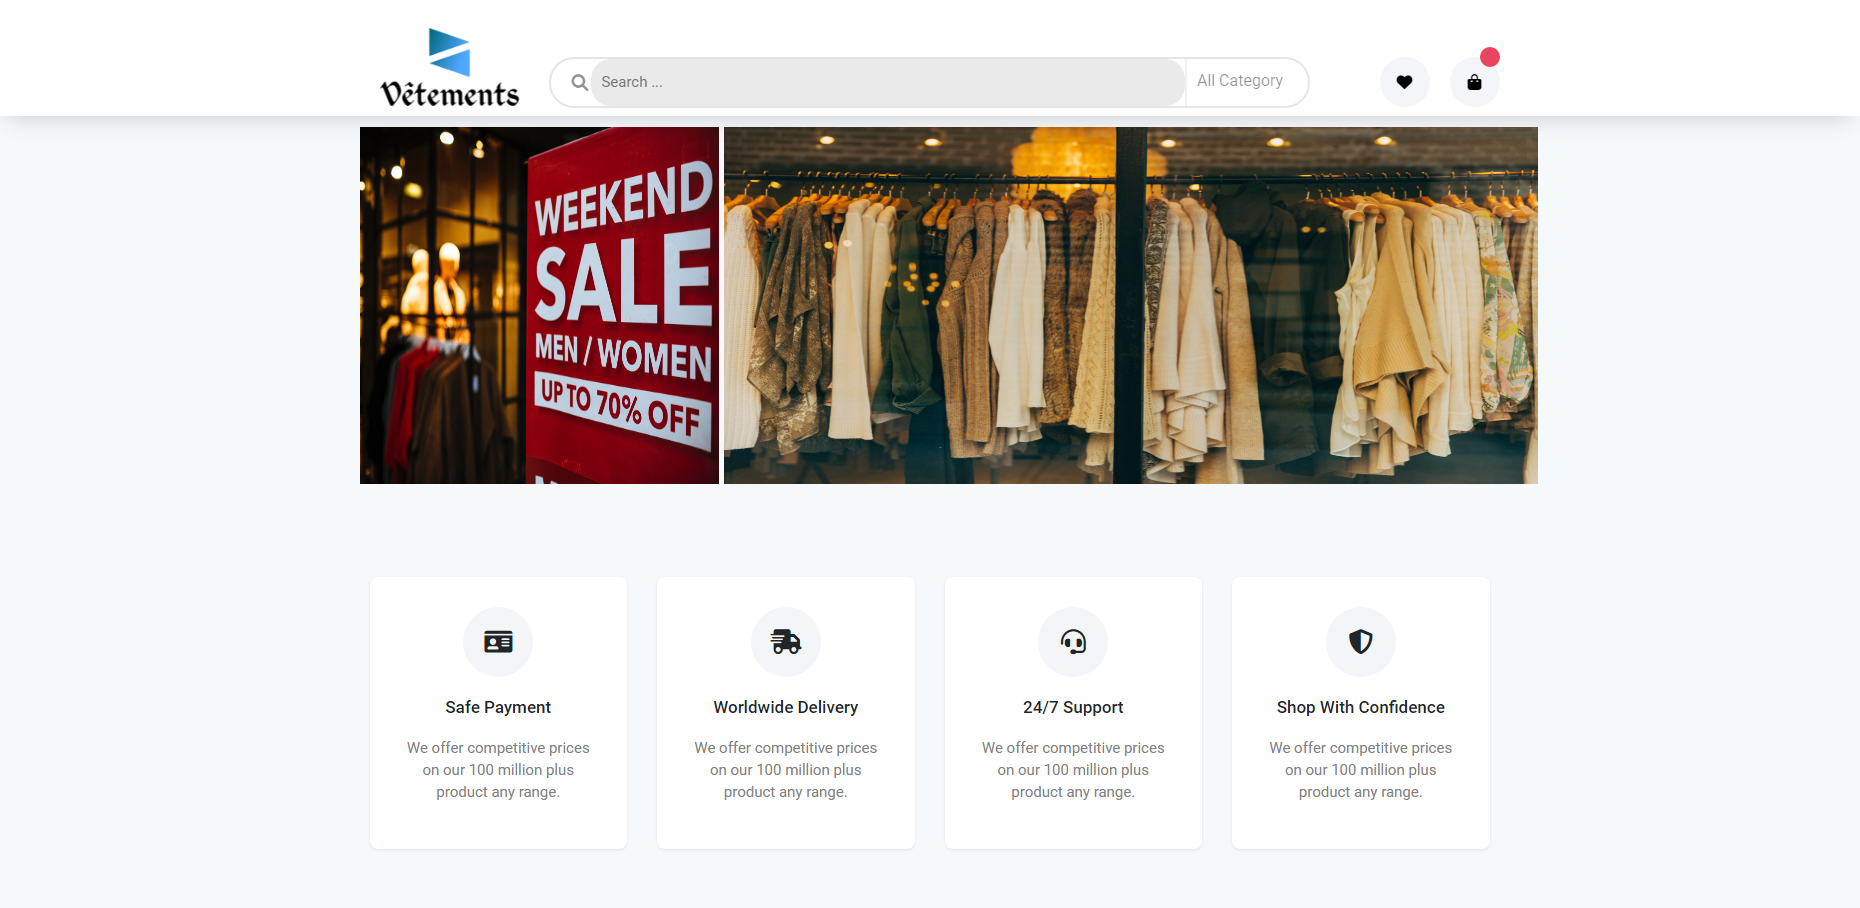 Vêtements
Search ...
All Category
WEEKEND
SALE
MEN / WOMEN
UP TO 70% OFF
Safe Payment
We offer competitive prices
on our 100 million plus
product any range.
Worldwide Delivery
We offer competitive prices
on our 100 million plus
product any range.
24/7 Support
We offer competitive prices
on our 100 million plus
product any range.
Shop With Confidence
We offer competitive prices
on our 100 million plus
product any range.